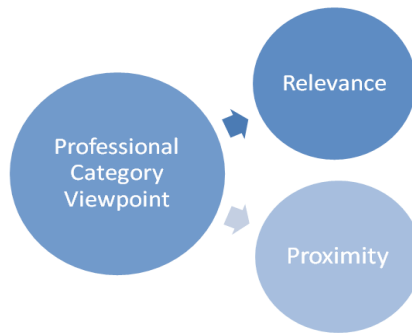 Relevance
Professional
Category
Viewpoint
Proximity